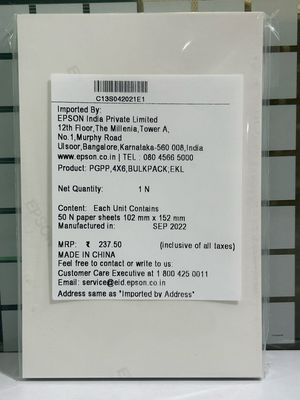 C13S042021E1
Imported By:
EPSON India Private Limited
12th Floor,The Millenia,Tower A,
No.1,Murphy Road
Ulsoor,Bangalore,Karnataka-560 008,India
www.epson.co.in | TEL : 080 4566 5000
Product: PGPP,4X6,BULKPACK,EKL
Net Quantity: 1 N
Content: Each Unit Contains
50 N paper sheets 102 mm x 152 mm
Manufactured in: SEP 2022
MRP: ₹ 237.50 (inclusive of all taxes)
MADE IN CHINA
Feel free to contact or write to us
Customer Care Executive at 1 800 425 0011
Email: service@eid.epson.co.in
Address same as "Imported by Address"
EPSON
EPSON